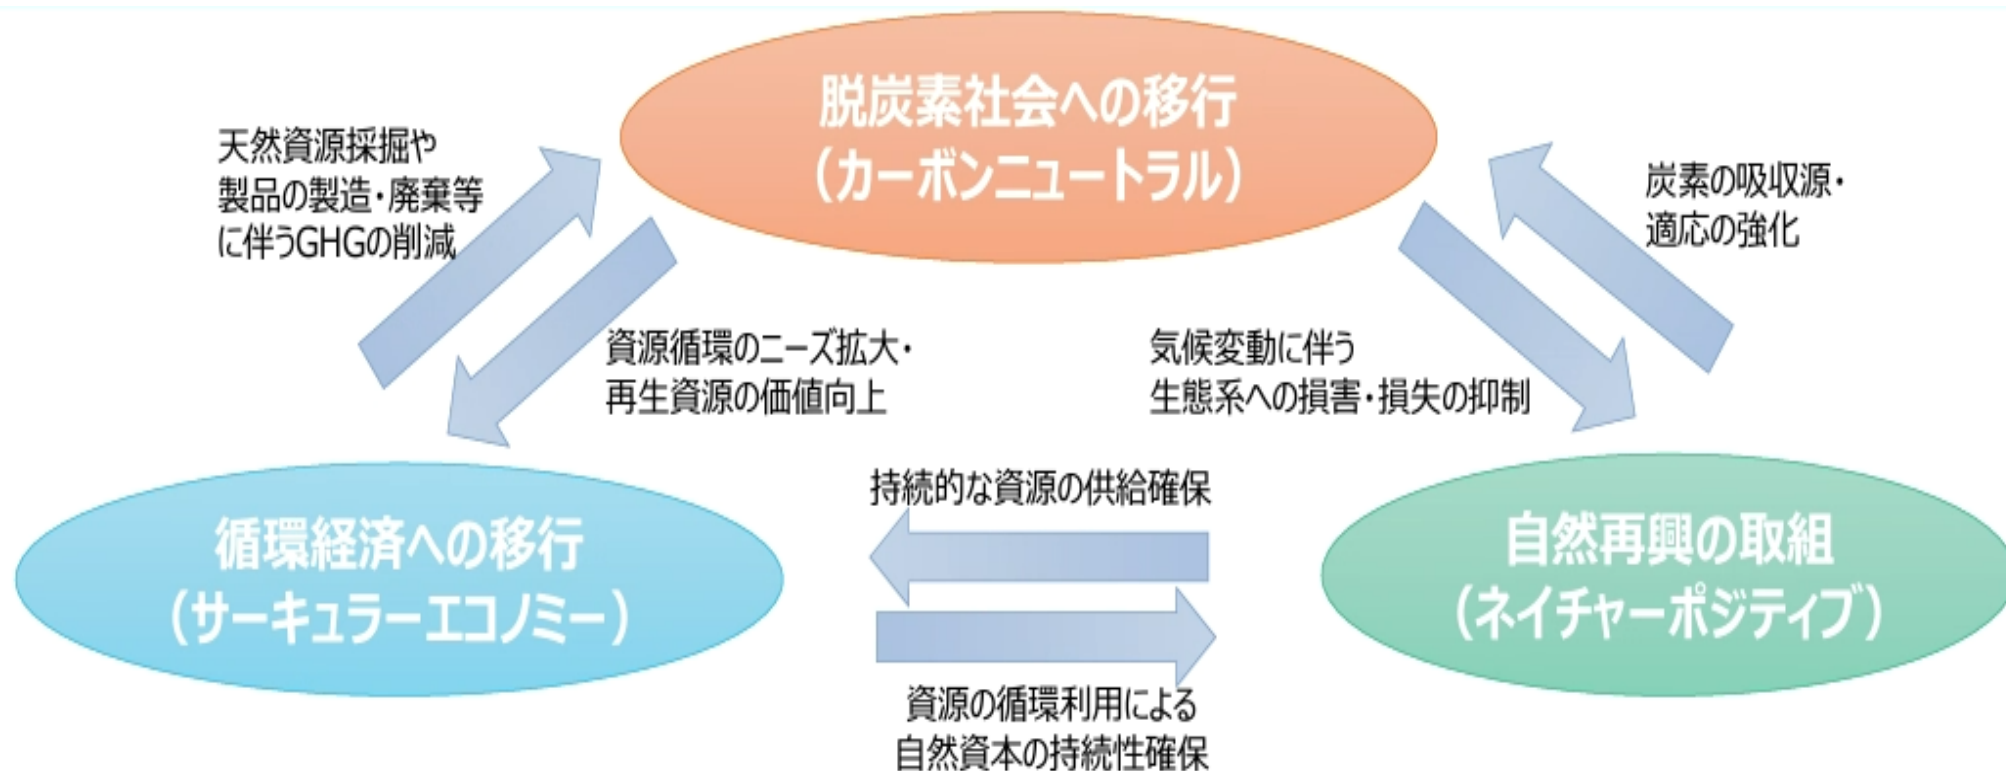 脱炭素社会への移行
（カーボンニュートラル）
天然資源採掘や
製品の製造・廃棄等
に伴うGHGの削減
炭素の吸収源・
適応の強化
資源循環のニーズ拡大・
再生資源の価値向上
気候変動に伴う
生態系への損害・損失の抑制
持続的な資源の供給確保
循環経済への移行
（サーキュラーエコノミー）
自然再興の取組
（ネイチャーポジティブ）
資源の循環利用による
自然資本の持続性確保